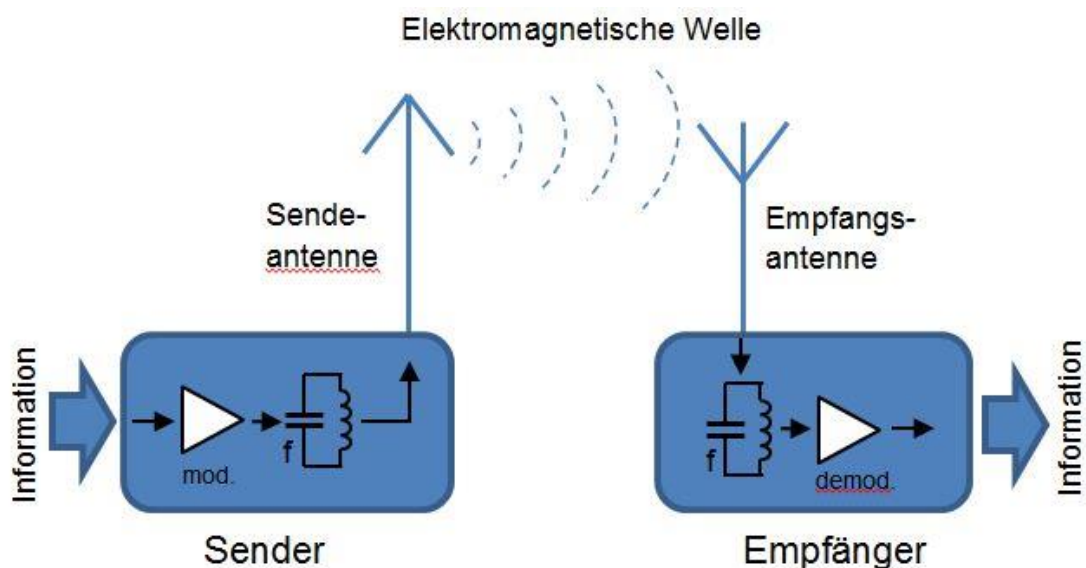 Elektromagnetische Welle
Sende-
antenne
Empfangs-
antenne
Information
mod.
f
Sender
f
demod.
Empfänger
Information